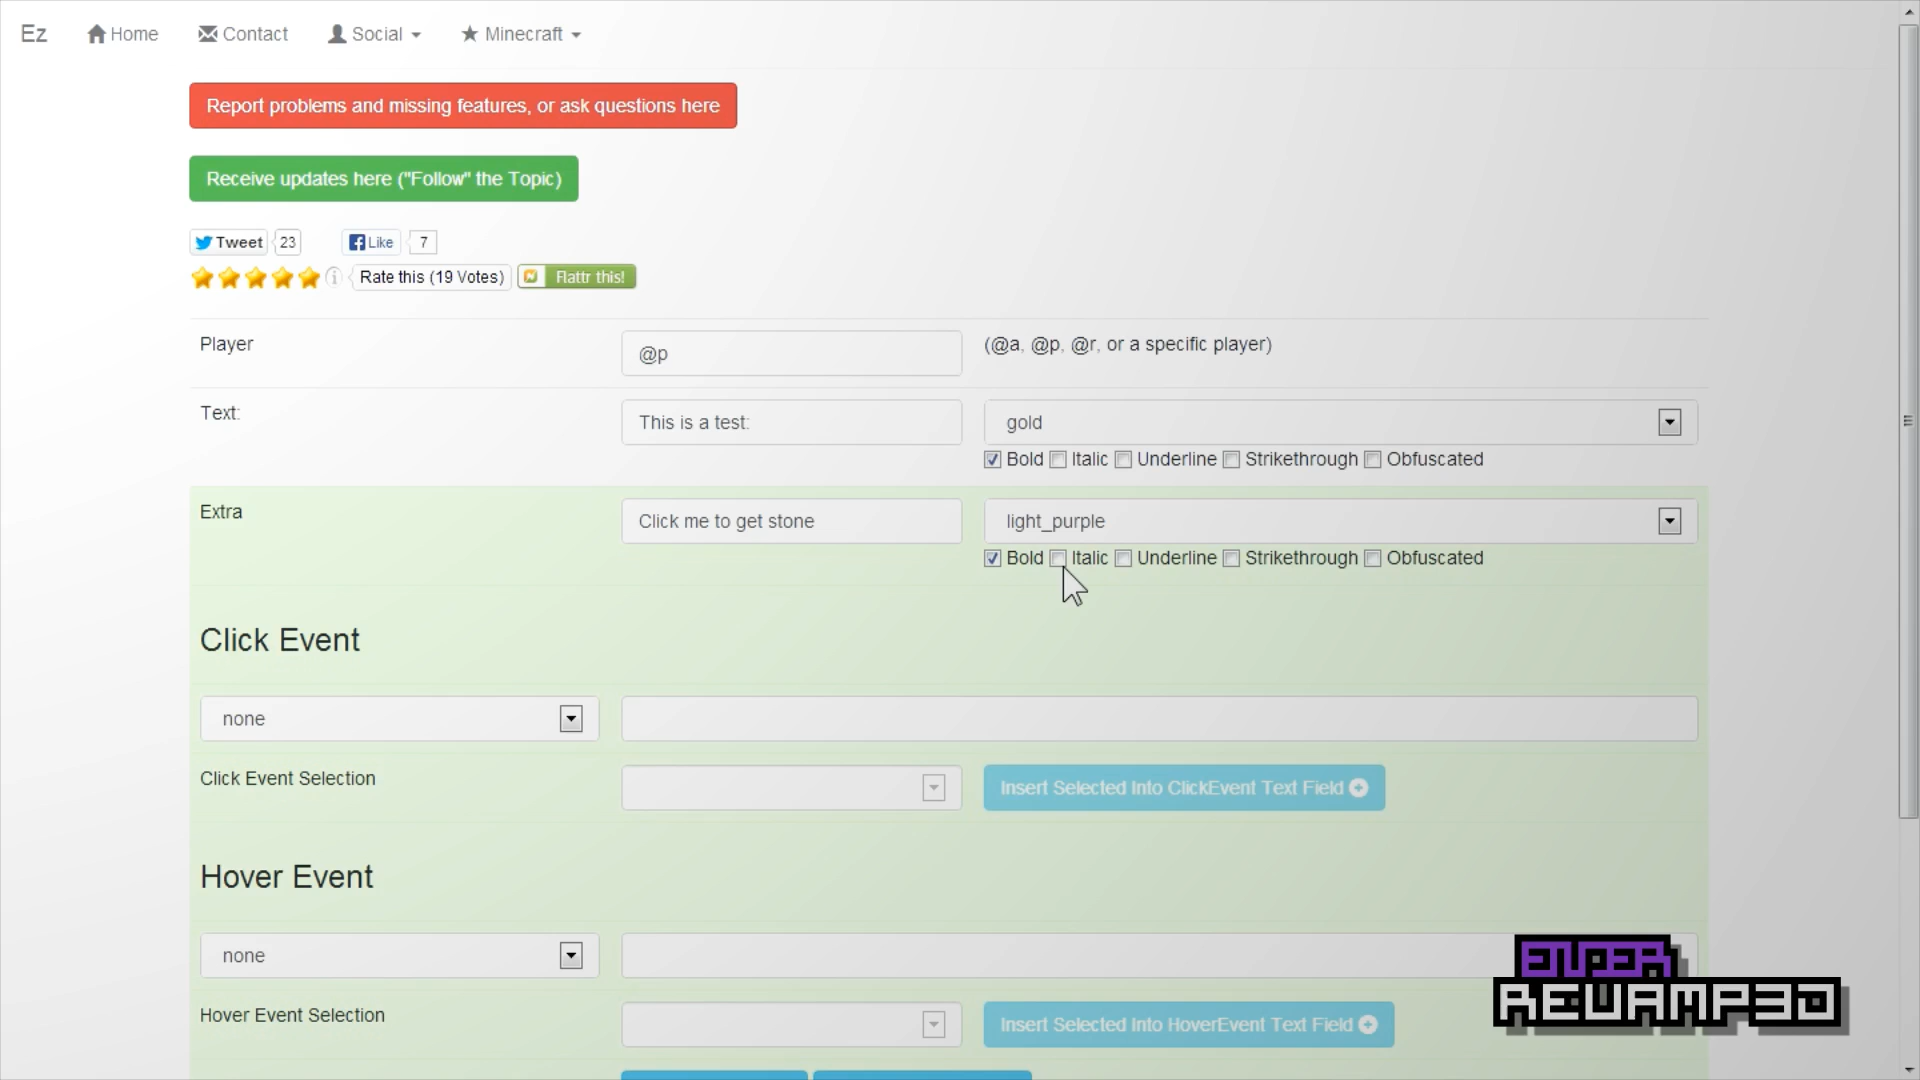 Ez Home Contact Social Minecraft
Report problems and missing features, or ask questions here
Receive updates here ("Follow" the Topic)
Tweet 23 Like 7
Rate this (19 Votes) Flattr this!
Player @p (@a, @p, @r, or a specific player)
Text: This is a test: gold
Bold Italic Underline Strikethrough Obfuscated
Extra Click me to get stone light_purple
Bold Italic Underline Strikethrough Obfuscated
Click Event
none
Click Event Selection Insert Selected Into ClickEvent Text Field
Hover Event
none
Hover Event Selection Insert Selected Into HoverEvent Text Field